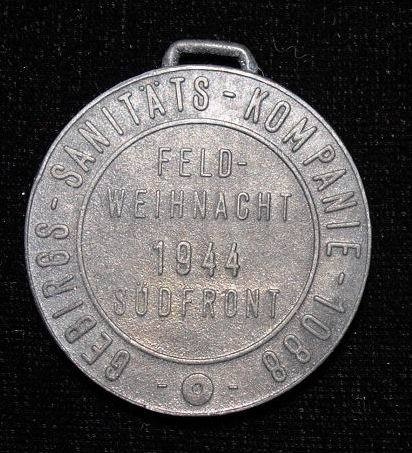 GEBIRGS-SANITÄTS-KOMPANIE-1088
FELD-
WEIHNACHT
1944
SÜDFRONT